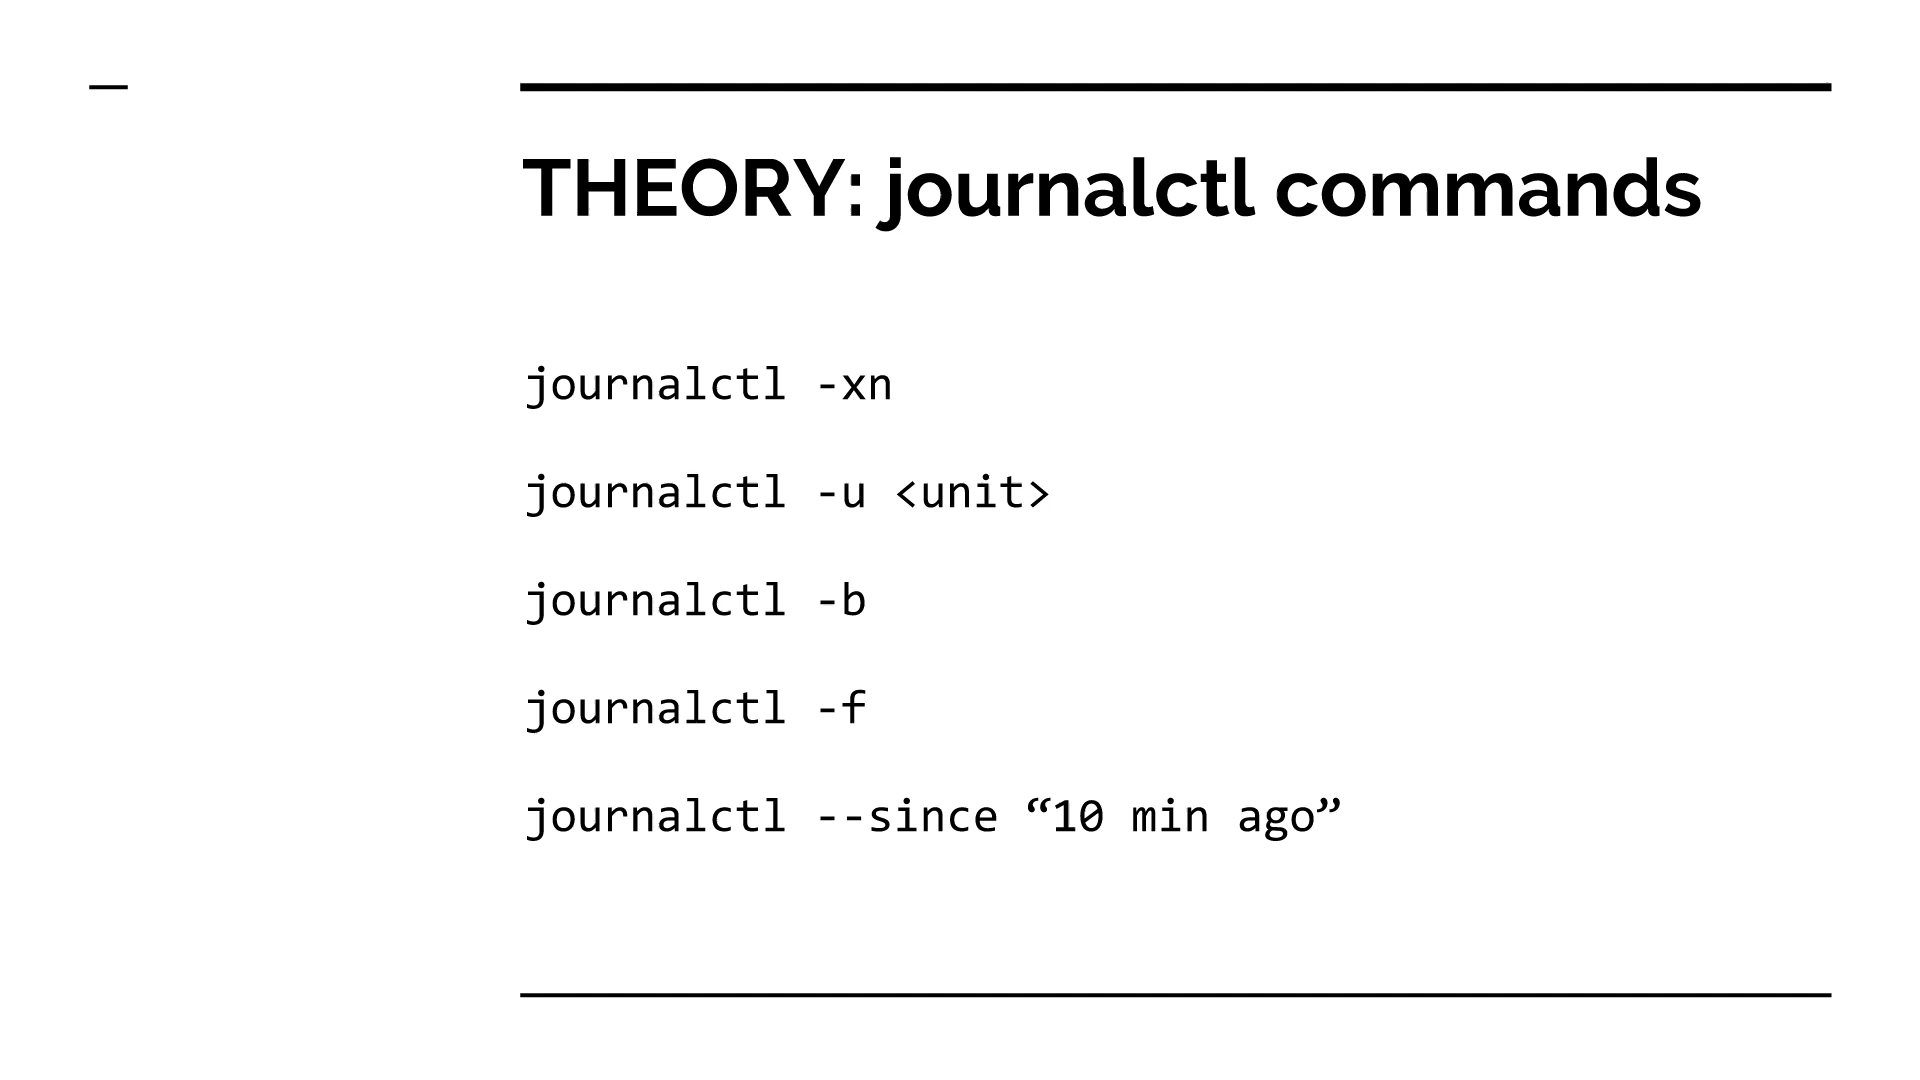 THEORY: journalctl commands
journalctl -xn
journalctl -u <unit>
journalctl -b
journalctl -f
journalctl --since “10 min ago”